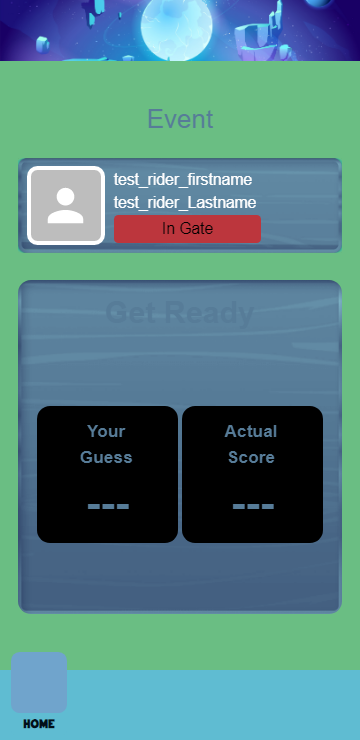 Event
test_rider_firstname
test_rider_Lastname
In Gate
Get Ready
Your
Guess
---
Actual
Score
---
HOME